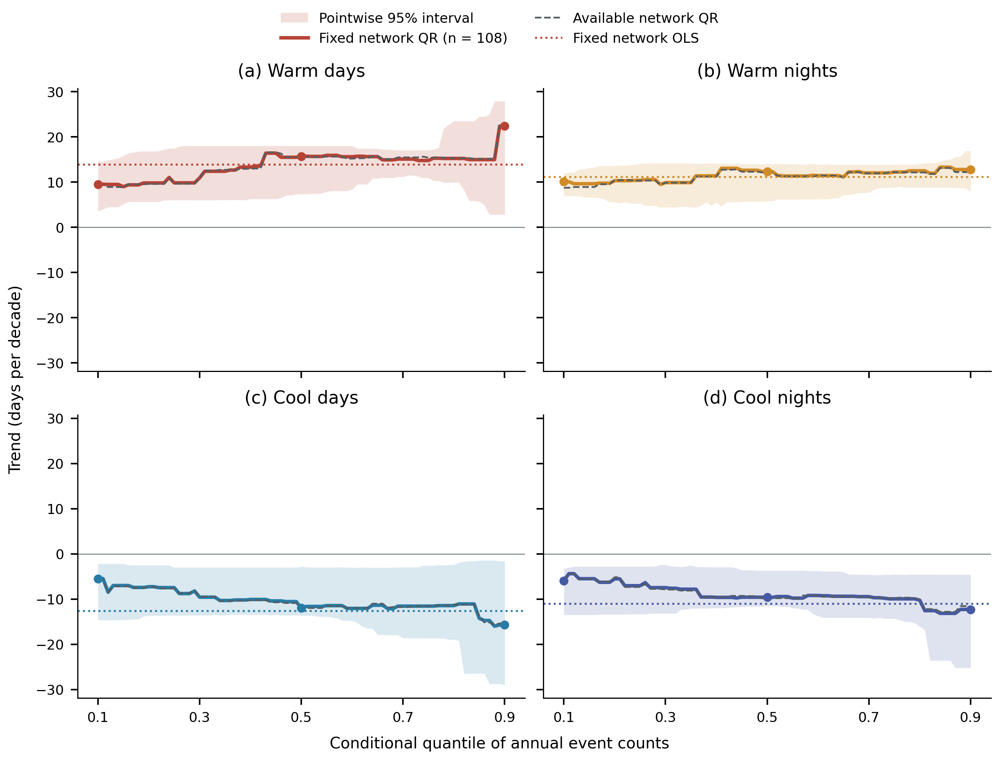 Pointwise 95% interval
Fixed network QR (n = 108)
Available network QR
Fixed network OLS
(a) Warm days
(b) Warm nights
30
20
10
0
−10
−20
−30
(c) Cool days
(d) Cool nights
30
20
10
0
−10
−20
−30
0.1 0.3 0.5 0.7 0.9
0.1 0.3 0.5 0.7 0.9
Trend (days per decade)
Conditional quantile of annual event counts